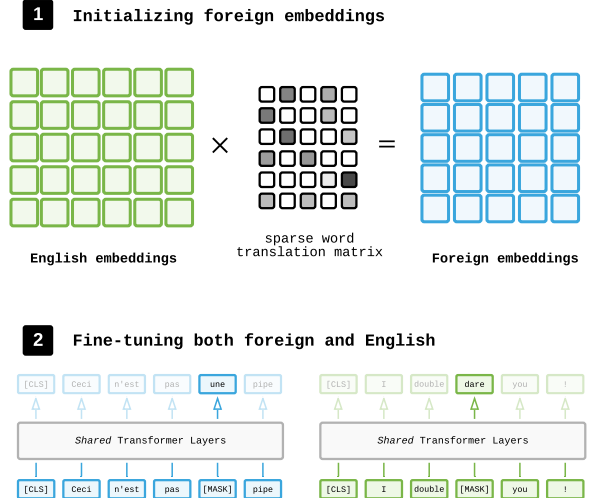 1 Initializing foreign embeddings
× =
English embeddings
sparse word
translation matrix
Foreign embeddings
2 Fine-tuning both foreign and English
[CLS] Ceci n'est pas une pipe
[CLS] I double dare you !
Shared Transformer Layers
Shared Transformer Layers
[CLS] Ceci n'est pas [MASK] pipe
[CLS] I double [MASK] you !